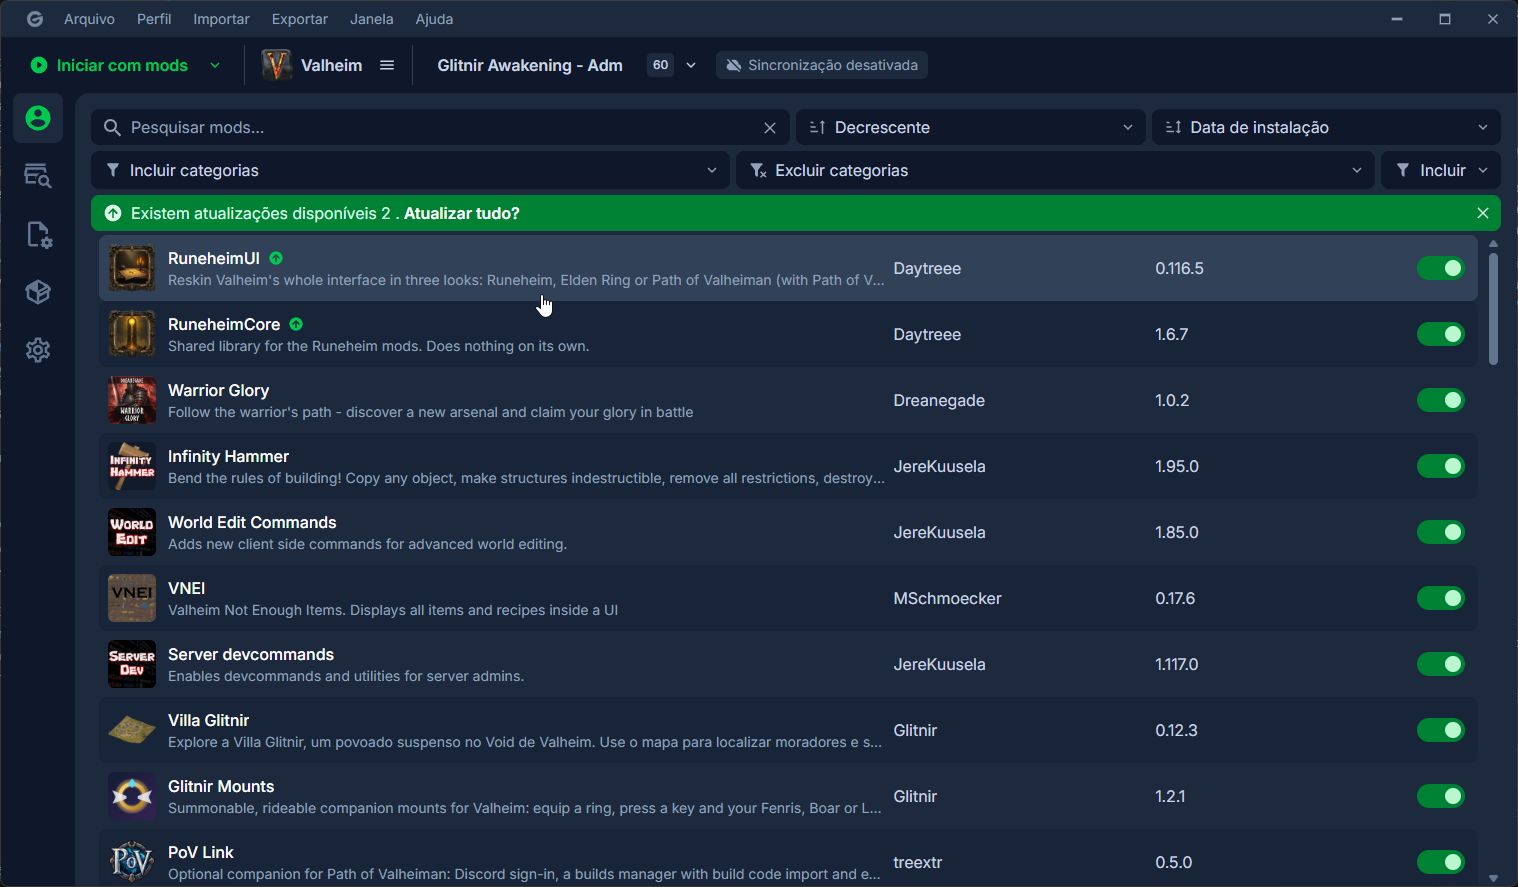 Arquivo Perfil Importar Exportar Janela Ajuda
Iniciar com mods Valheim Glitnir Awakening - Adm 60 Sincronização desativada
Pesquisar mods... Decrescente Data de instalação
Incluir categorias Excluir categorias Incluir
Existem atualizações disponíveis 2 . Atualizar tudo?
RuneheimUI
Reskin Valheim's whole interface in three looks: Runeheim, Elden Ring or Path of Valheiman (with Path of V... Daytreee 0.116.5
RuneheimCore
Shared library for the Runeheim mods. Does nothing on its own. Daytreee 1.6.7
WARRIOR GLORY
Warrior Glory
Follow the warrior's path - discover a new arsenal and claim your glory in battle Dreanegade 1.0.2
INFINITY HAMMER
Infinity Hammer
Bend the rules of building! Copy any object, make structures indestructible, remove all restrictions, destroy... JereKuusela 1.95.0
WORLD EDIT
World Edit Commands
Adds new client side commands for advanced world editing. JereKuusela 1.85.0
VNEI
VNEI
Valheim Not Enough Items. Displays all items and recipes inside a UI MSchmoecker 0.17.6
SERVER DEV
Server devcommands
Enables devcommands and utilities for server admins. JereKuusela 1.117.0
Villa Glitnir
Explore a Villa Glitnir, um povoado suspenso no Void de Valheim. Use o mapa para localizar moradores e s... Glitnir 0.12.3
Glitnir Mounts
Summonable, rideable companion mounts for Valheim: equip a ring, press a key and your Fenris, Boar or L... Glitnir 1.2.1
PoV
PoV Link
Optional companion for Path of Valheiman: Discord sign-in, a builds manager with build code import and e... treextr 0.5.0